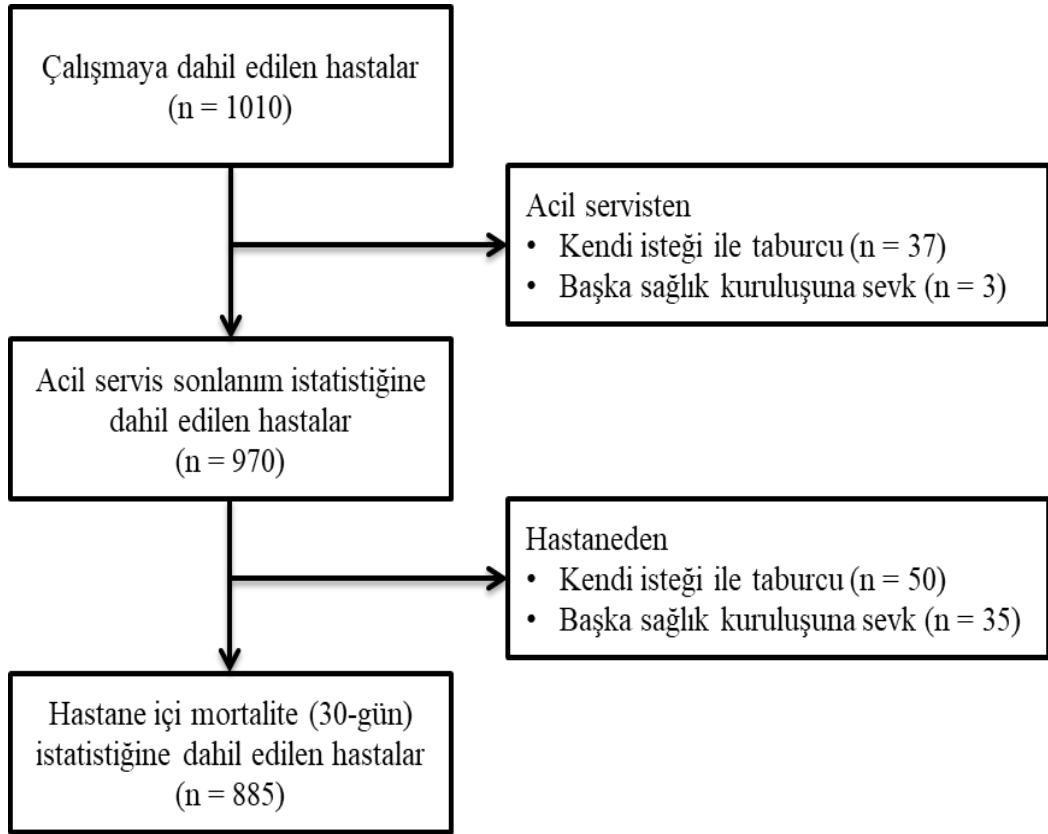 Çalışmaya dahil edilen hastalar
(n = 1010)
Acil servisten
• Kendi isteği ile taburcu (n = 37)
• Başka sağlık kuruluşuna sevk (n = 3)
Acil servis sonlanım istatistiğine
dahil edilen hastalar
(n = 970)
Hastaneden
• Kendi isteği ile taburcu (n = 50)
• Başka sağlık kuruluşuna sevk (n = 35)
Hastane içi mortalite (30-gün)
istatistiğine dahil edilen hastalar
(n = 885)